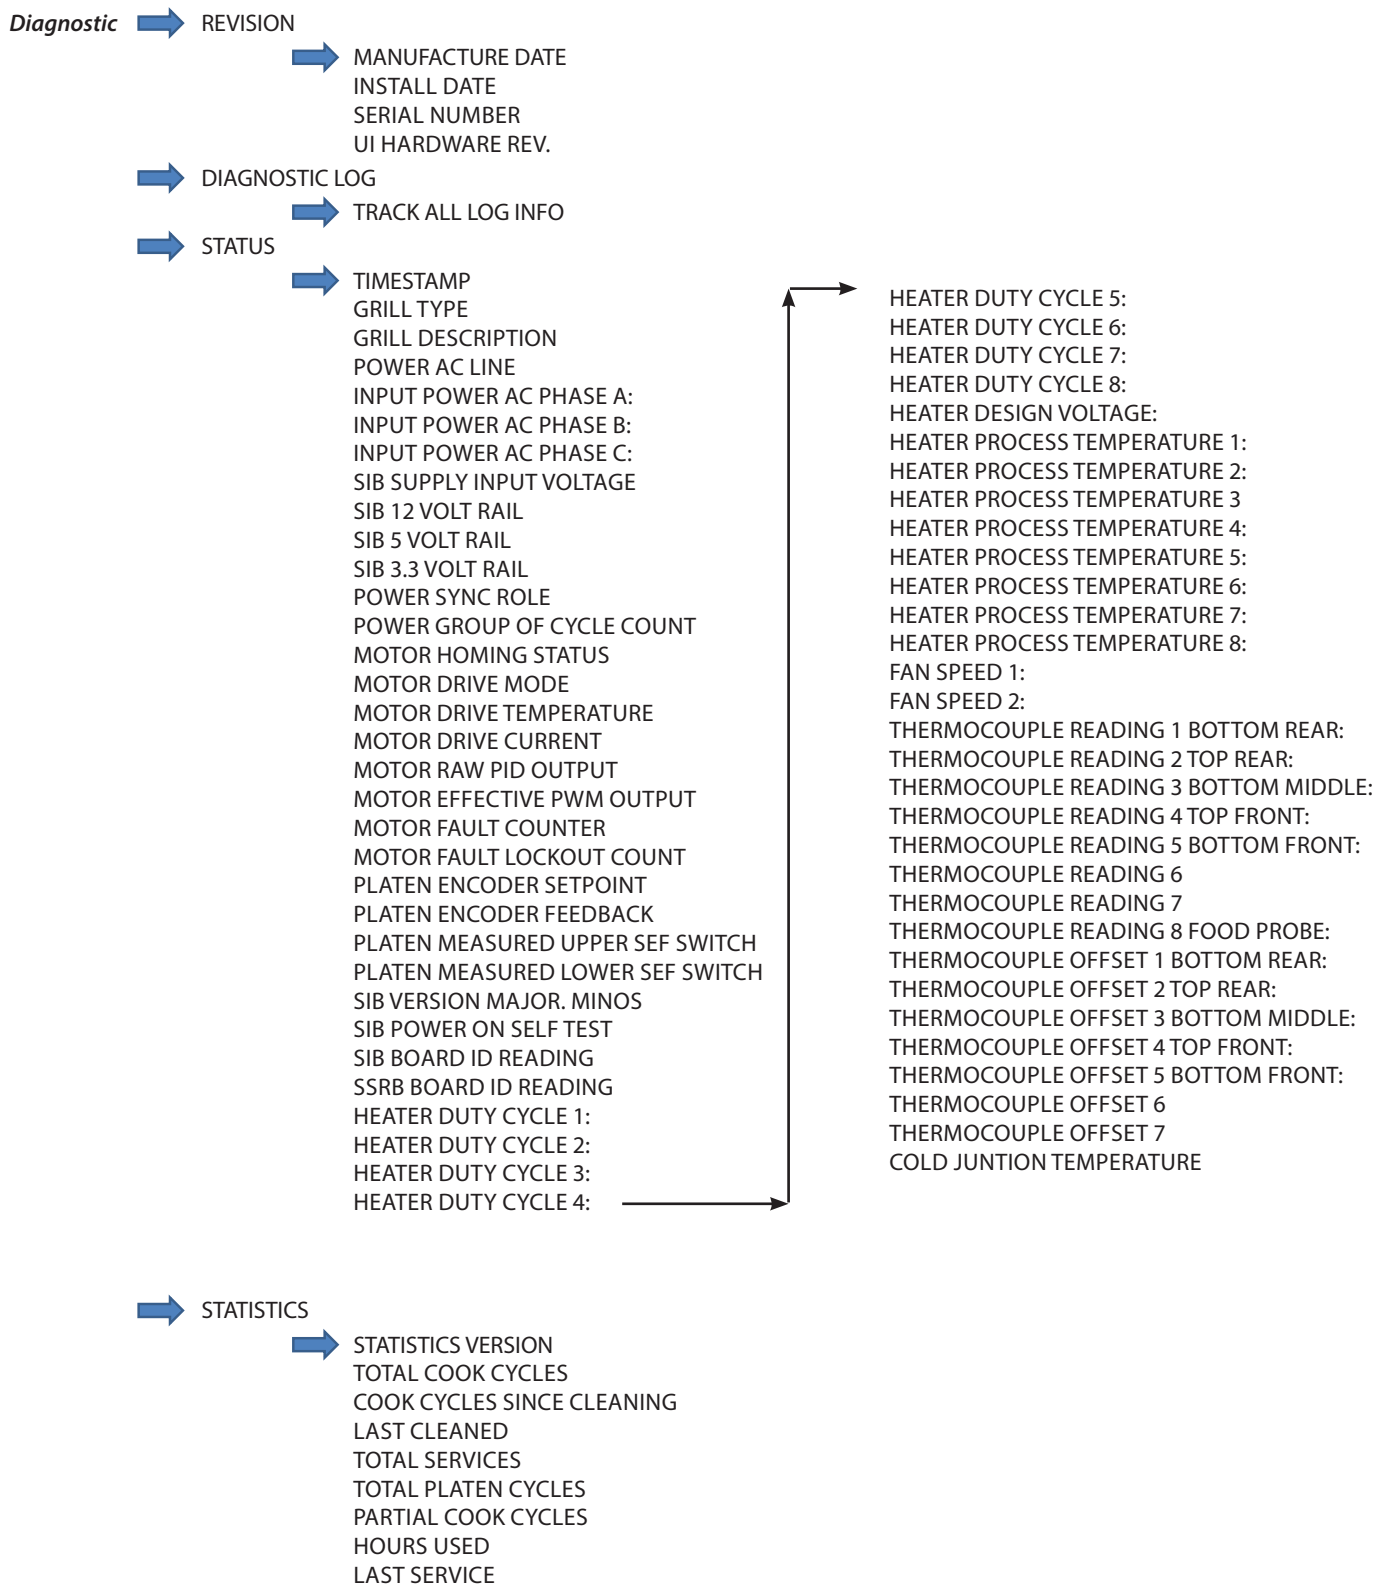 Diagnostic REVISION
MANUFACTURE DATE
INSTALL DATE
SERIAL NUMBER
UI HARDWARE REV.
DIAGNOSTIC LOG
TRACK ALL LOG INFO
STATUS
TIMESTAMP
GRILL TYPE
GRILL DESCRIPTION
POWER AC LINE
INPUT POWER AC PHASE A:
INPUT POWER AC PHASE B:
INPUT POWER AC PHASE C:
SIB SUPPLY INPUT VOLTAGE
SIB 12 VOLT RAIL
SIB 5 VOLT RAIL
SIB 3.3 VOLT RAIL
POWER SYNC ROLE
POWER GROUP OF CYCLE COUNT
MOTOR HOMING STATUS
MOTOR DRIVE MODE
MOTOR DRIVE TEMPERATURE
MOTOR DRIVE CURRENT
MOTOR RAW PID OUTPUT
MOTOR EFFECTIVE PWM OUTPUT
MOTOR FAULT COUNTER
MOTOR FAULT LOCKOUT COUNT
PLATEN ENCODER SETPOINT
PLATEN ENCODER FEEDBACK
PLATEN MEASURED UPPER SEF SWITCH
PLATEN MEASURED LOWER SEF SWITCH
SIB VERSION MAJOR. MINOS
SIB POWER ON SELF TEST
SIB BOARD ID READING
SSRB BOARD ID READING
HEATER DUTY CYCLE 1:
HEATER DUTY CYCLE 2:
HEATER DUTY CYCLE 3:
HEATER DUTY CYCLE 4:
HEATER DUTY CYCLE 5:
HEATER DUTY CYCLE 6:
HEATER DUTY CYCLE 7:
HEATER DUTY CYCLE 8:
HEATER DESIGN VOLTAGE:
HEATER PROCESS TEMPERATURE 1:
HEATER PROCESS TEMPERATURE 2:
HEATER PROCESS TEMPERATURE 3
HEATER PROCESS TEMPERATURE 4:
HEATER PROCESS TEMPERATURE 5:
HEATER PROCESS TEMPERATURE 6:
HEATER PROCESS TEMPERATURE 7:
HEATER PROCESS TEMPERATURE 8:
FAN SPEED 1:
FAN SPEED 2:
THERMOCOUPLE READING 1 BOTTOM REAR:
THERMOCOUPLE READING 2 TOP REAR:
THERMOCOUPLE READING 3 BOTTOM MIDDLE:
THERMOCOUPLE READING 4 TOP FRONT:
THERMOCOUPLE READING 5 BOTTOM FRONT:
THERMOCOUPLE READING 6
THERMOCOUPLE READING 7
THERMOCOUPLE READING 8 FOOD PROBE:
THERMOCOUPLE OFFSET 1 BOTTOM REAR:
THERMOCOUPLE OFFSET 2 TOP REAR:
THERMOCOUPLE OFFSET 3 BOTTOM MIDDLE:
THERMOCOUPLE OFFSET 4 TOP FRONT:
THERMOCOUPLE OFFSET 5 BOTTOM FRONT:
THERMOCOUPLE OFFSET 6
THERMOCOUPLE OFFSET 7
COLD JUNTION TEMPERATURE
STATISTICS
STATISTICS VERSION
TOTAL COOK CYCLES
COOK CYCLES SINCE CLEANING
LAST CLEANED
TOTAL SERVICES
TOTAL PLATEN CYCLES
PARTIAL COOK CYCLES
HOURS USED
LAST SERVICE